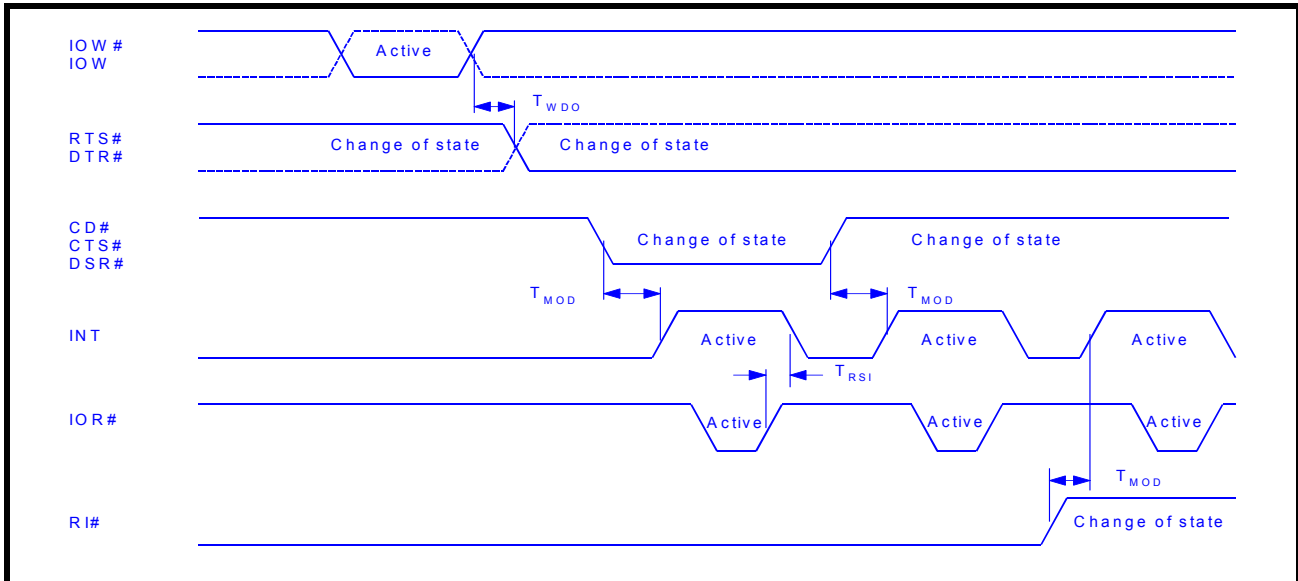 IOW#
IOW
Active
TWDO
RTS#
DTR#
Change of state
Change of state
CD#
CTS#
DSR#
Change of state
Change of state
TMOD
TMOD
INT
Active
Active
Active
TRSI
IOR#
Active
Active
Active
TMOD
RI#
Change of state